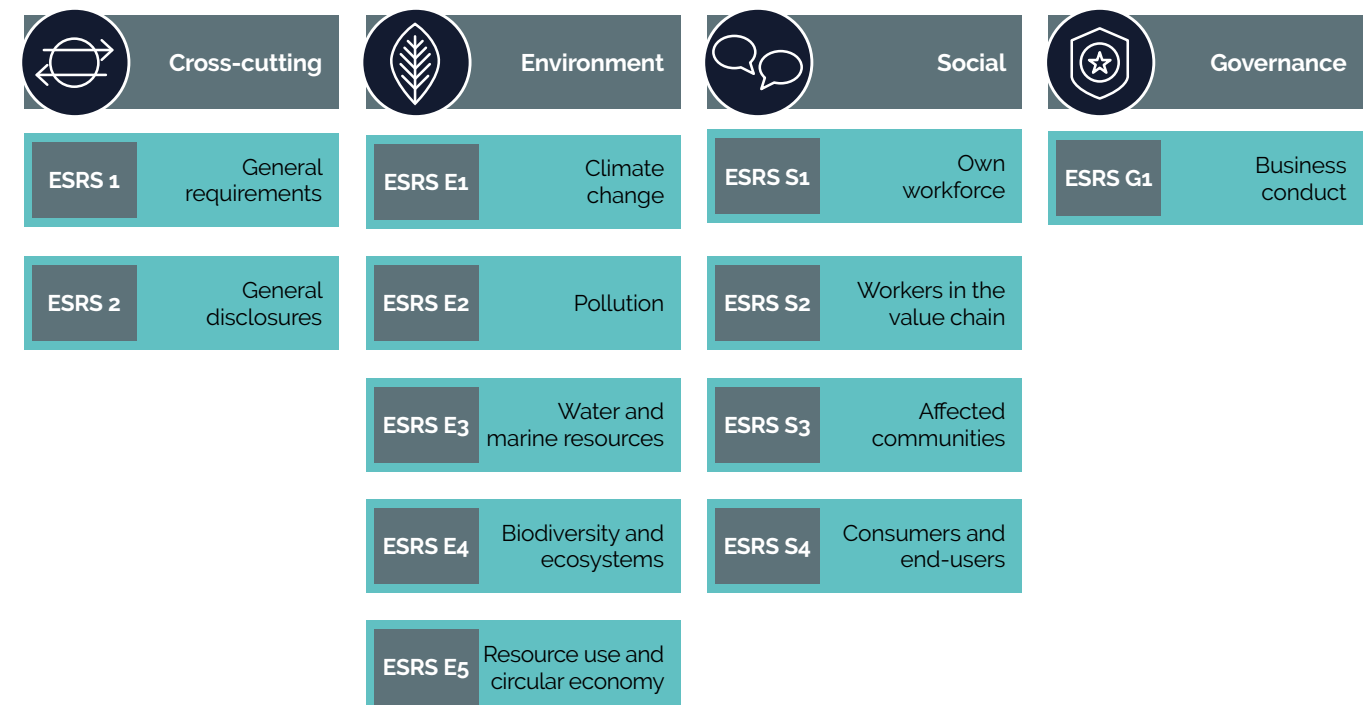 Cross-cutting
ESRS 1
General
requirements
ESRS 2
General
disclosures
Environment
ESRS E1
Climate
change
ESRS E2
Pollution
ESRS E3
Water and
marine resources
ESRS E4
Biodiversity and
ecosystems
ESRS E5
Resource use and
circular economy
Social
ESRS S1
Own
workforce
ESRS S2
Workers in the
value chain
ESRS S3
Affected
communities
ESRS S4
Consumers and
end-users
Governance
ESRS G1
Business
conduct